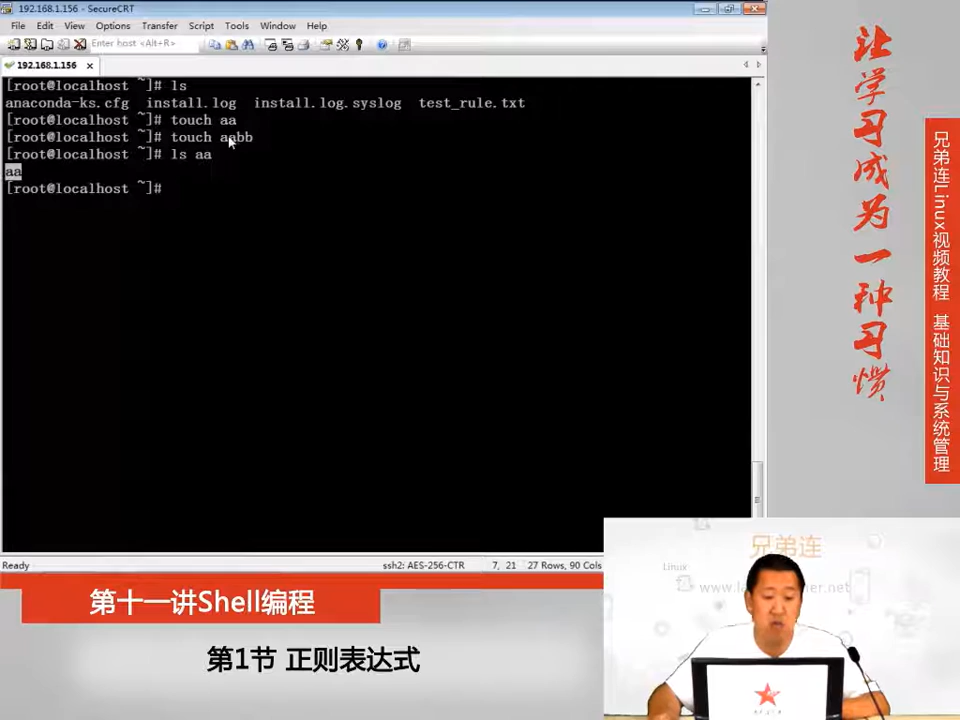 192.168.1.156 - SecureCRT
File Edit View Options Transfer Script Tools Window Help
Enter host <Alt+R>
192.168.1.156
[root@localhost ~]# ls
anaconda-ks.cfg install.log install.log.syslog test_rule.txt
[root@localhost ~]# touch aa
[root@localhost ~]# touch aabb
[root@localhost ~]# ls aa
aa
[root@localhost ~]#
Ready ssh2: AES-256-CTR 7, 21 27 Rows, 90 Cols
让学习成为一种习惯
兄弟连Linux视频教程 基础知识与系统管理
第十一讲Shell编程
第1节 正则表达式
兄弟连
Linux